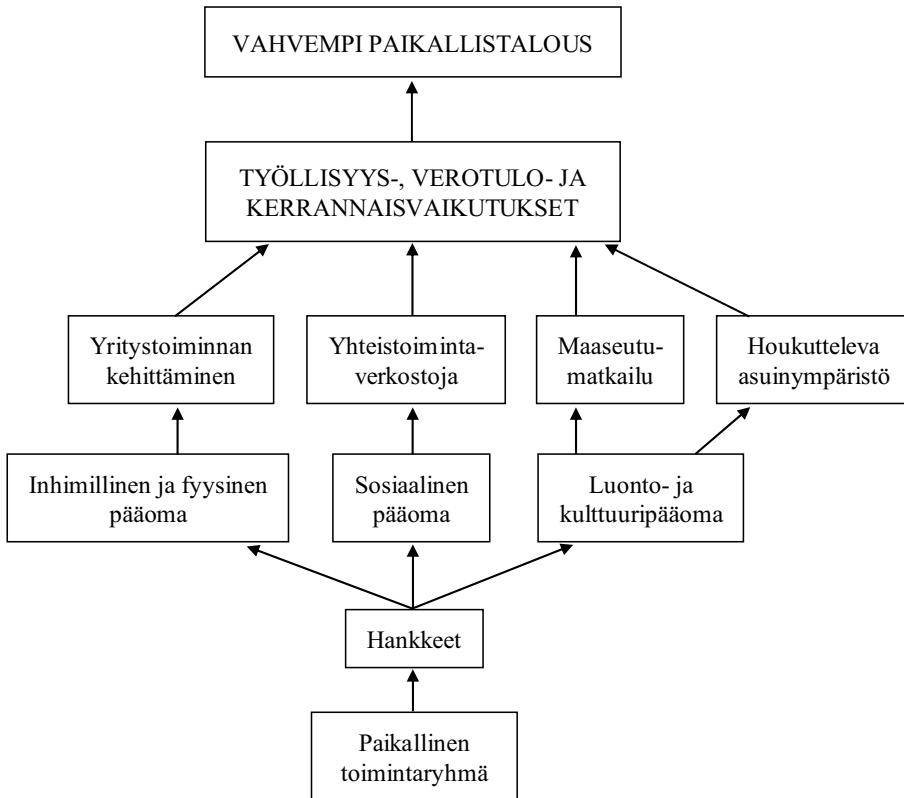 VAHVEMPI PAIKALLISTALOUS
TYÖLLISYYS-, VEROTULO- JA
KERRANNAISVAIKUTUKSET
Yritystoiminnan
kehittäminen
Yhteistoiminta-
verkostoja
Maaseutu-
matkailu
Houkutteleva
asuinympäristö
Inhimillinen ja fyysinen
pääoma
Sosiaalinen
pääoma
Luonto- ja
kulttuuripääoma
Hankkeet
Paikallinen
toimintaryhmä